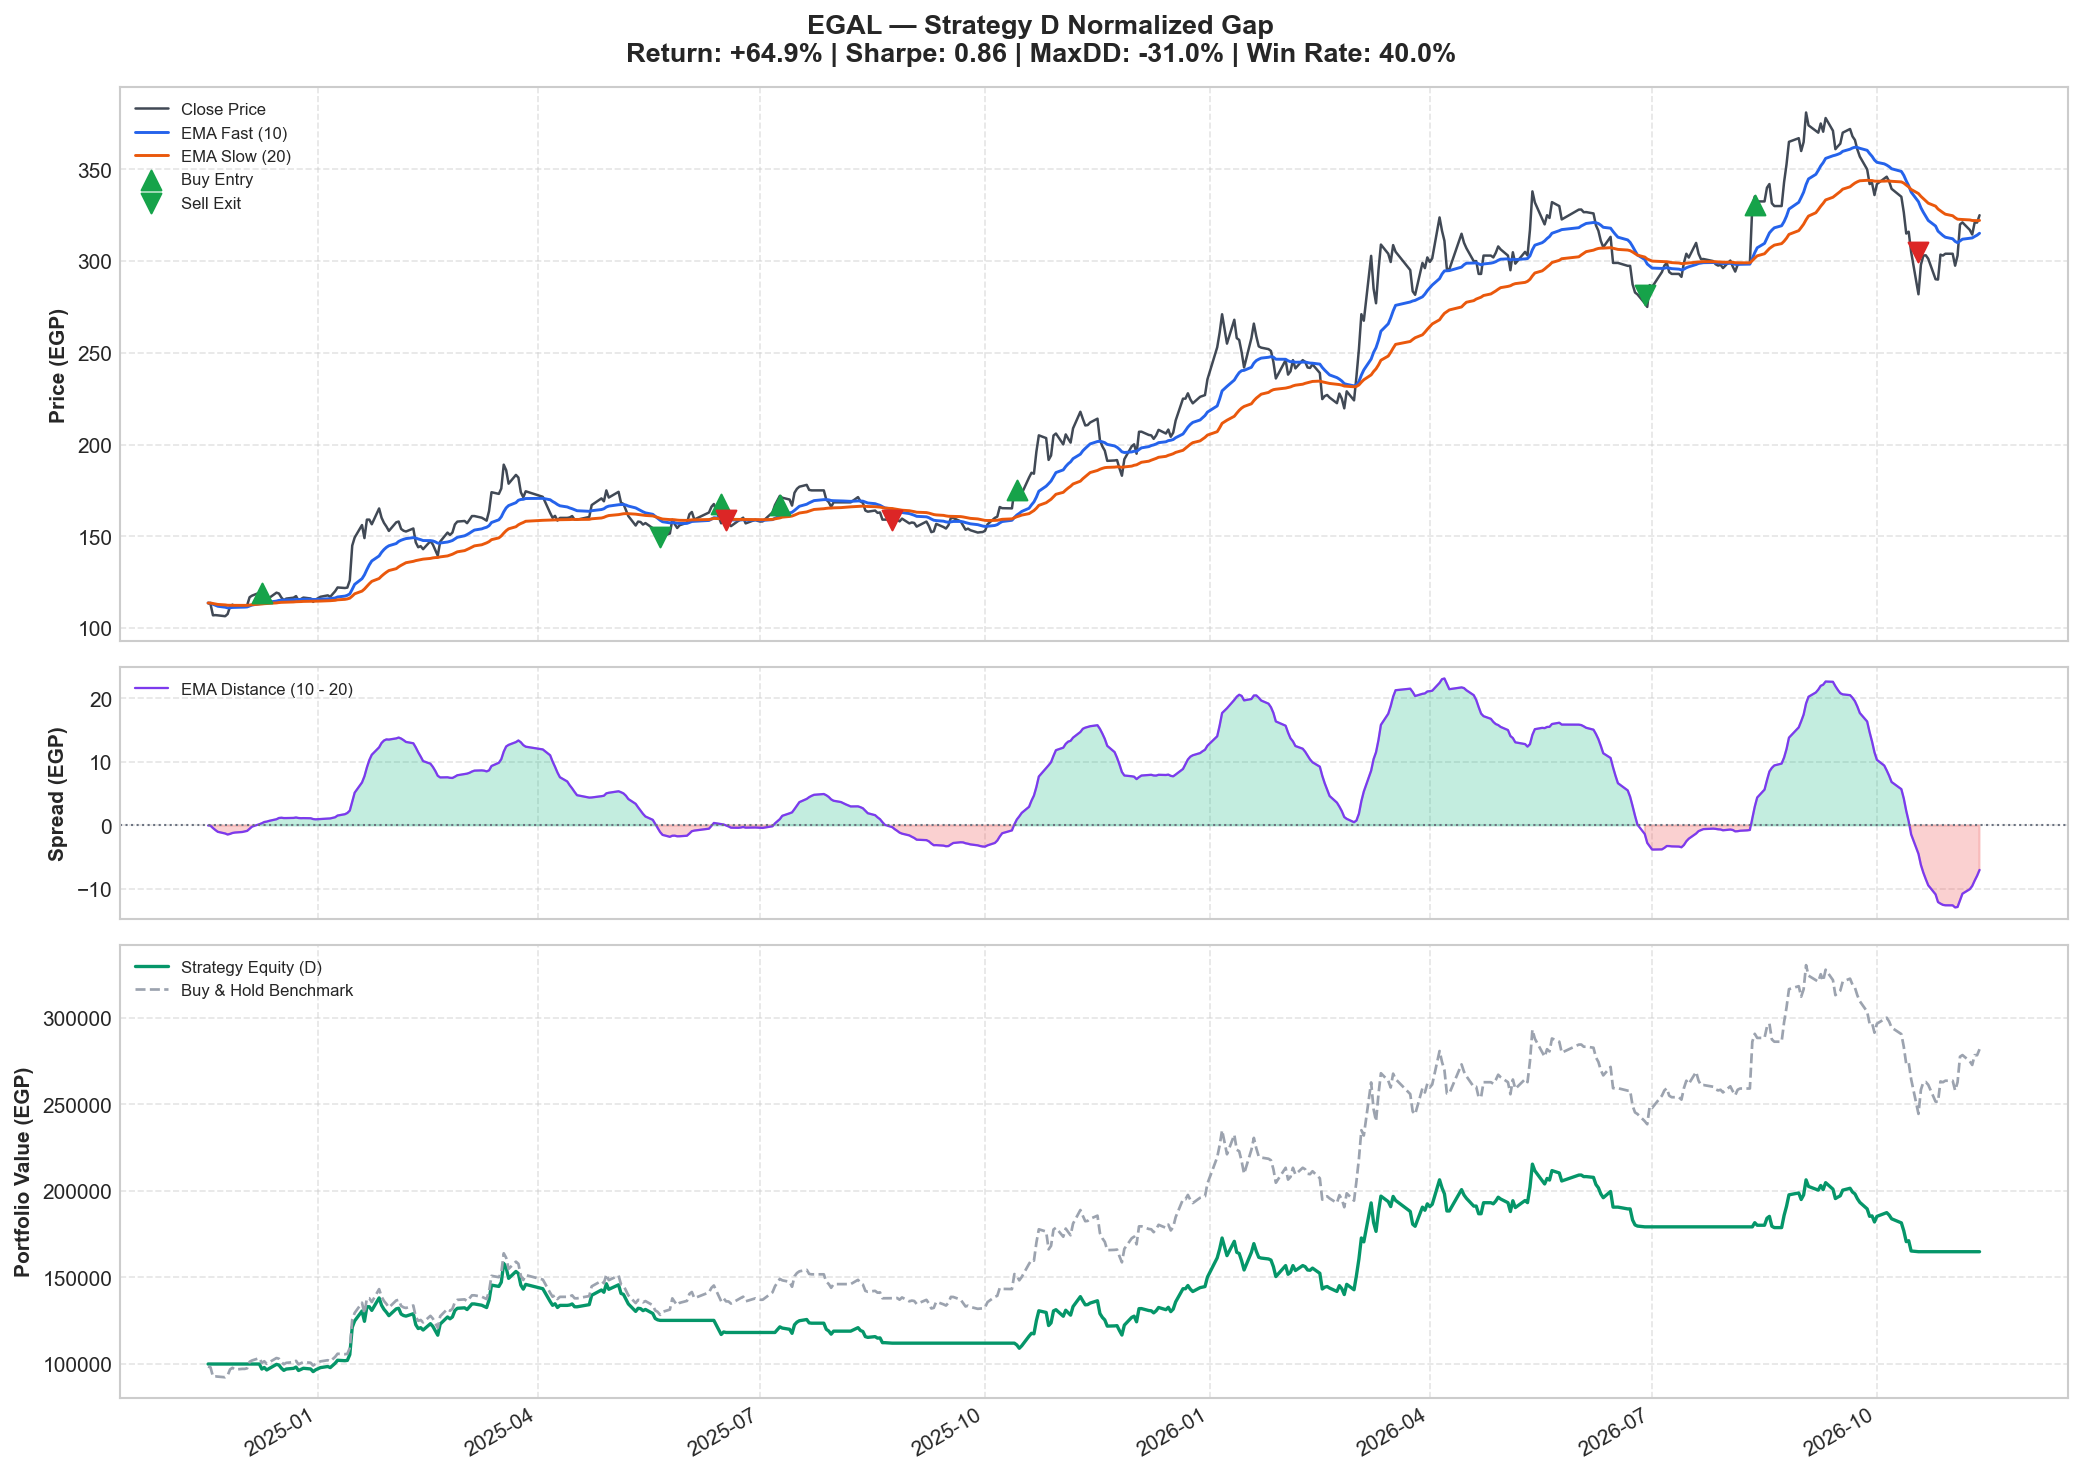 EGAL — Strategy D Normalized Gap
Return: +64.9% | Sharpe: 0.86 | MaxDD: -31.0% | Win Rate: 40.0%
Close Price
EMA Fast (10)
EMA Slow (20)
Buy Entry
Sell Exit
Price (EGP)
350
300
250
200
150
100
EMA Distance (10 - 20)
Spread (EGP)
20
10
0
−10
Strategy Equity (D)
Buy & Hold Benchmark
Portfolio Value (EGP)
300000
250000
200000
150000
100000
2025-01
2025-04
2025-07
2025-10
2026-01
2026-04
2026-07
2026-10